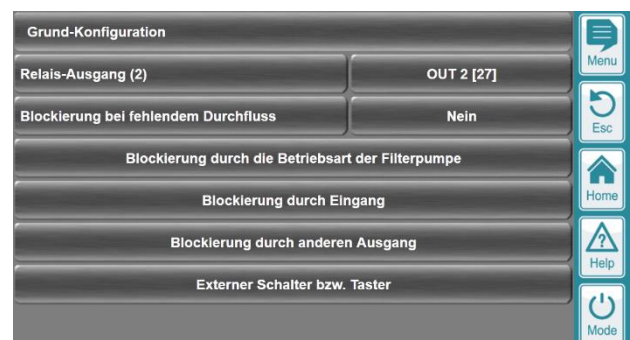 Grund-Konfiguration
Relais-Ausgang (2) OUT 2 [27]
Blockierung bei fehlendem Durchfluss Nein
Blockierung durch die Betriebsart der Filterpumpe
Blockierung durch Eingang
Blockierung durch anderen Ausgang
Externer Schalter bzw. Taster
Menu
Esc
Home
?
Help
Mode